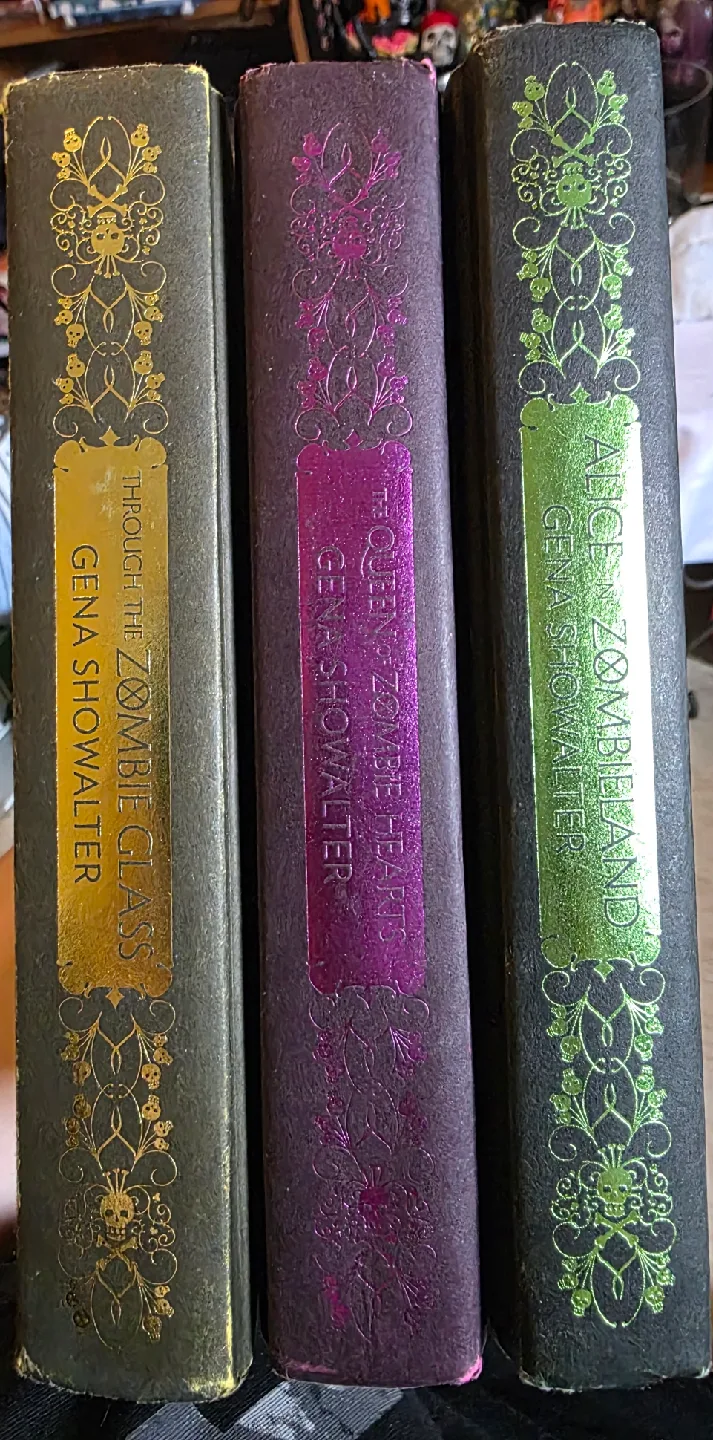 THROUGH THE ZOMBIE GLASS
GENA SHOWALTER
THE QUEEN OF ZOMBIE HEARTS
GENA SHOWALTER
ALICE IN ZOMBIELAND
GENA SHOWALTER